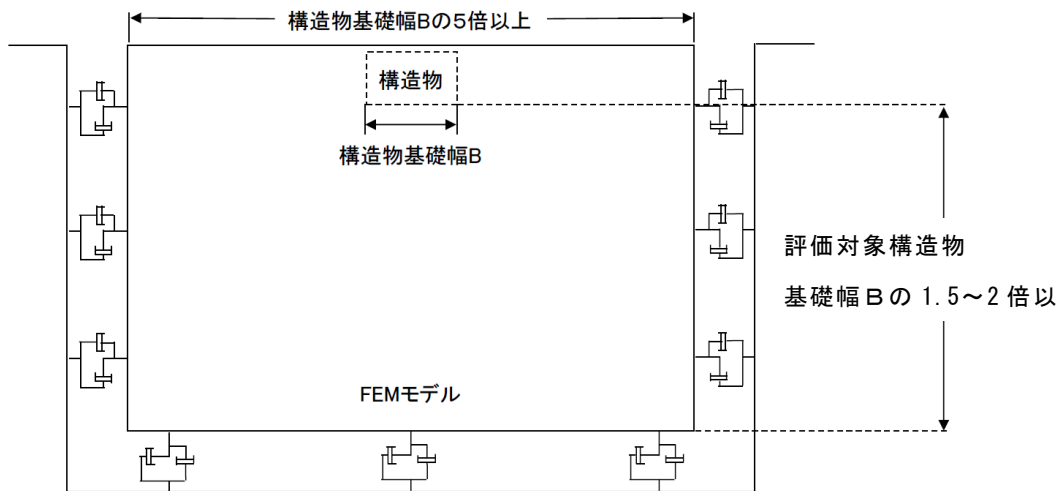 構造物基礎幅Bの5倍以上
構造物
構造物基礎幅B
評価対象構造物
基礎幅Ｂの 1.5～2 倍以
FEMモデル